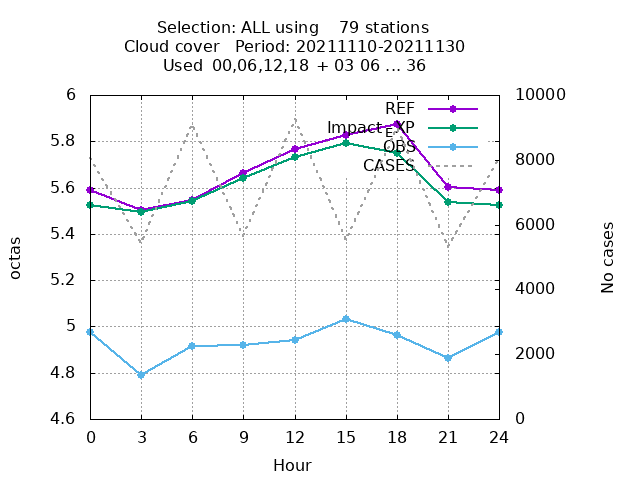 Selection: ALL using    79 stations
Cloud cover   Period: 20211110-20211130
Used  00,06,12,18  + 03 06 ... 36
6
5.8
5.6
5.4
5.2
5
4.8
4.6
octas
10000
8000
6000
4000
2000
0
No cases
REF
Impact_EXP
OBS
CASES
0 3 6 9 12 15 18 21 24
Hour